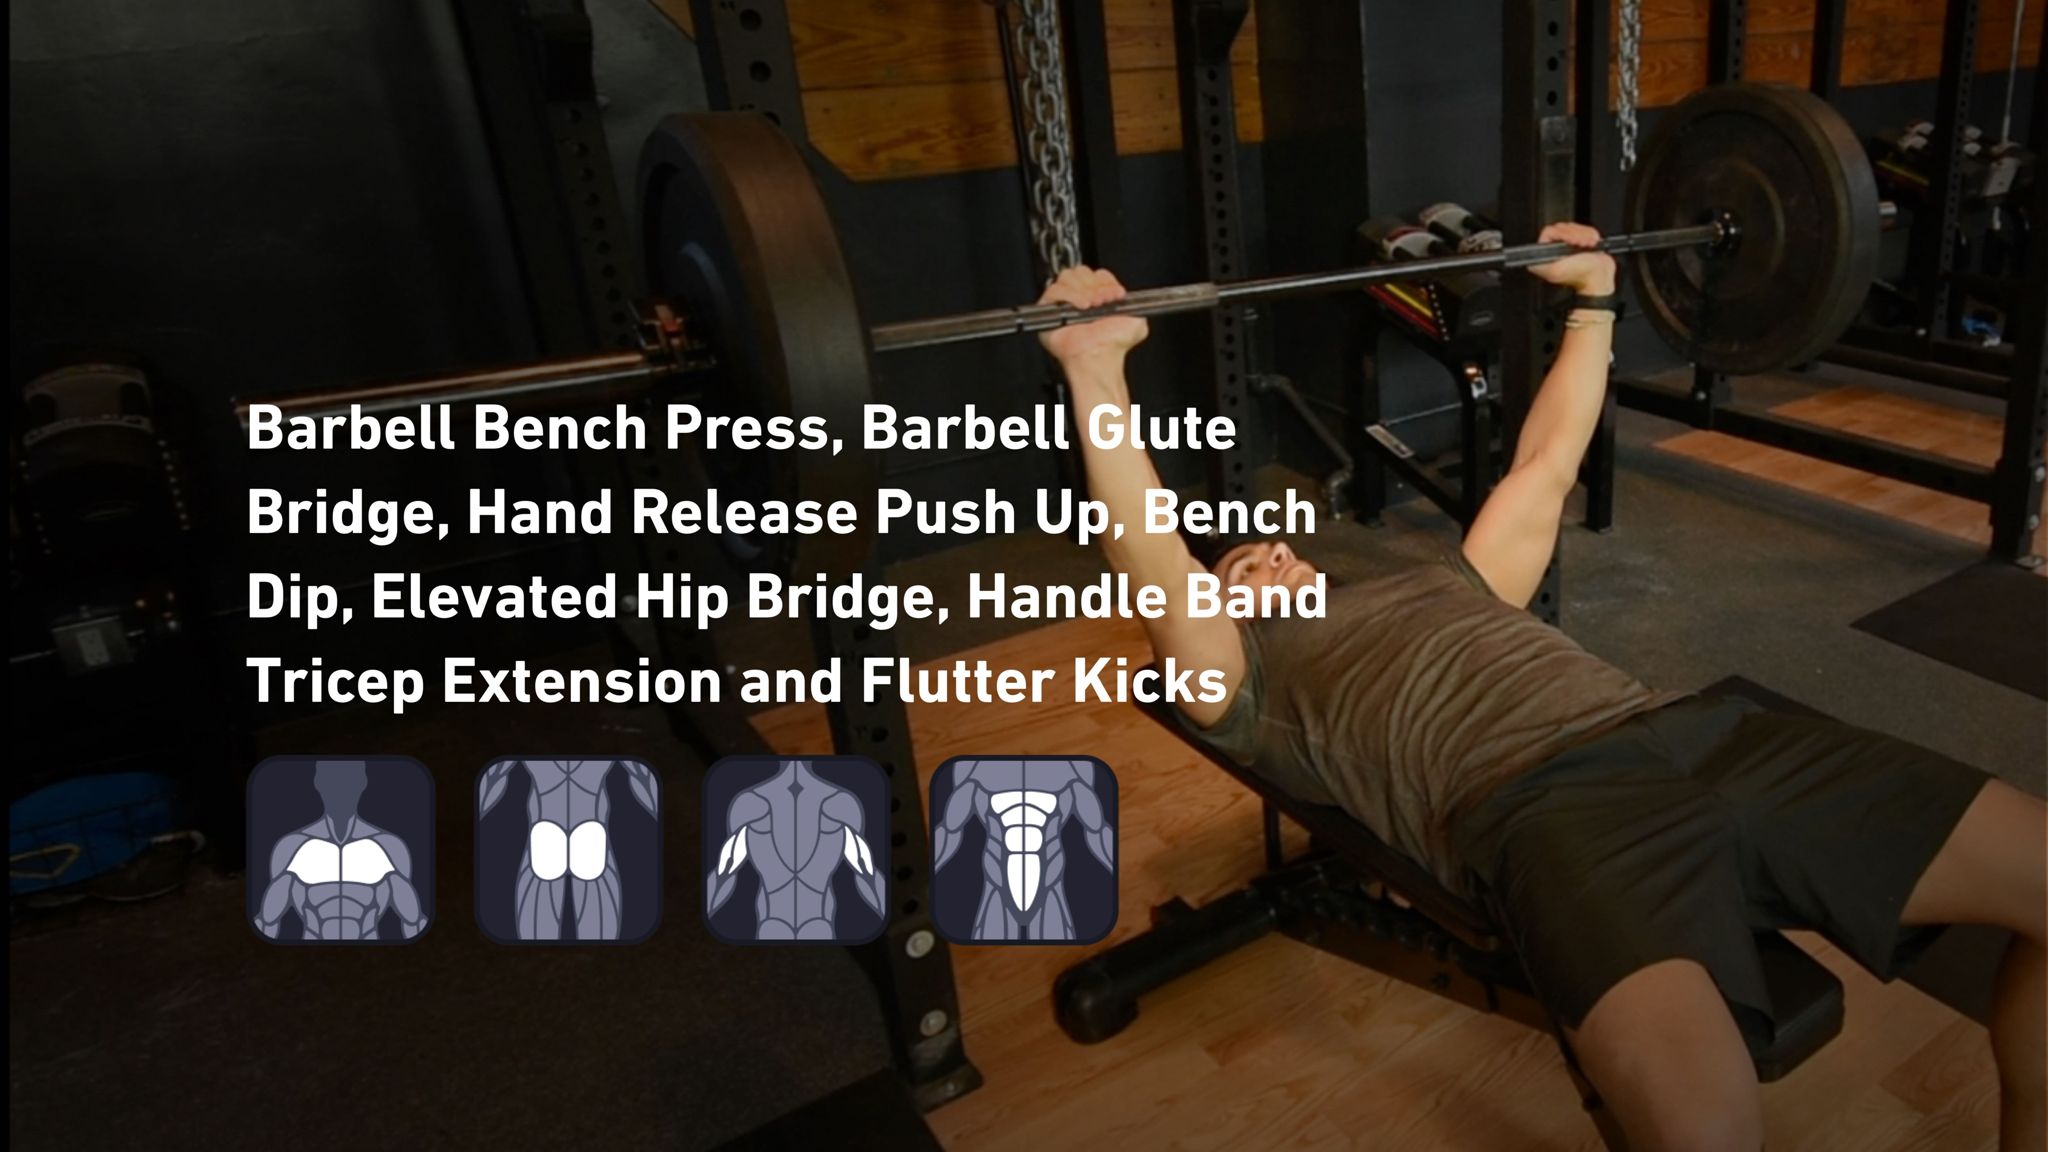 Barbell Bench Press, Barbell Glute
Bridge, Hand Release Push Up, Bench
Dip, Elevated Hip Bridge, Handle Band
Tricep Extension and Flutter Kicks